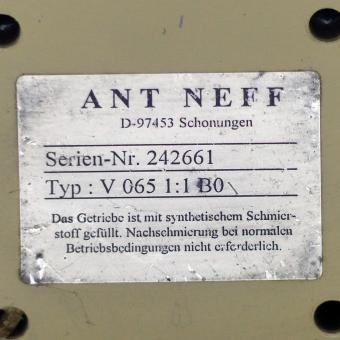 ANT NEFF
D-97453 Schonungen
Serien-Nr. 242661
Typ : V 065 1:1 B0
Das Getriebe ist mit synthetischem Schmier-
stoff gefüllt. Nachschmierung bei normalen
Betriebsbedingungen nicht erforderlich.